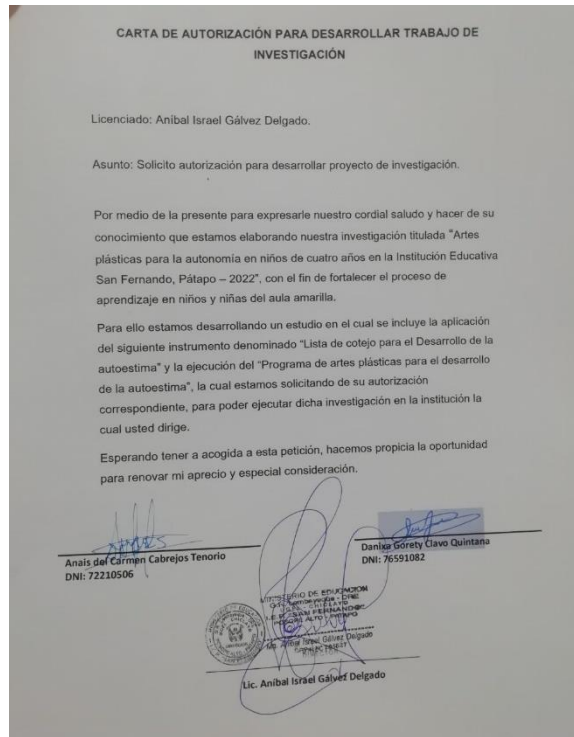 CARTA DE AUTORIZACIÓN PARA DESARROLLAR TRABAJO DE
INVESTIGACIÓN
Licenciado: Aníbal Israel Gálvez Delgado.
Asunto: Solicito autorización para desarrollar proyecto de investigación.
Por medio de la presente para expresarle nuestro cordial saludo y hacer de su
conocimiento que estamos elaborando nuestra investigación titulada "Artes
plásticas para la autonomía en niños de cuatro años en la Institución Educativa
San Fernando, Pátapo – 2022", con el fin de fortalecer el proceso de
aprendizaje en niños y niñas del aula amarilla.
Para ello estamos desarrollando un estudio en el cual se incluye la aplicación
del siguiente instrumento denominado "Lista de cotejo para el Desarrollo de la
autoestima" y la ejecución del "Programa de artes plásticas para el desarrollo
de la autoestima", la cual estamos solicitando de su autorización
correspondiente, para poder ejecutar dicha investigación en la institución la
cual usted dirige.
Esperando tener a acogida a esta petición, hacemos propicia la oportunidad
para renovar mi aprecio y especial consideración.
Anais del Carmen Cabrejos Tenorio
DNI: 72210506
Danixa Gorety Clavo Quintana
DNI: 76591082
MINISTERIO DE EDUCACION
SAN FERNANDO
Aníbal Israel Gálvez Delgado
Lic. Aníbal Israel Gálvez Delgado